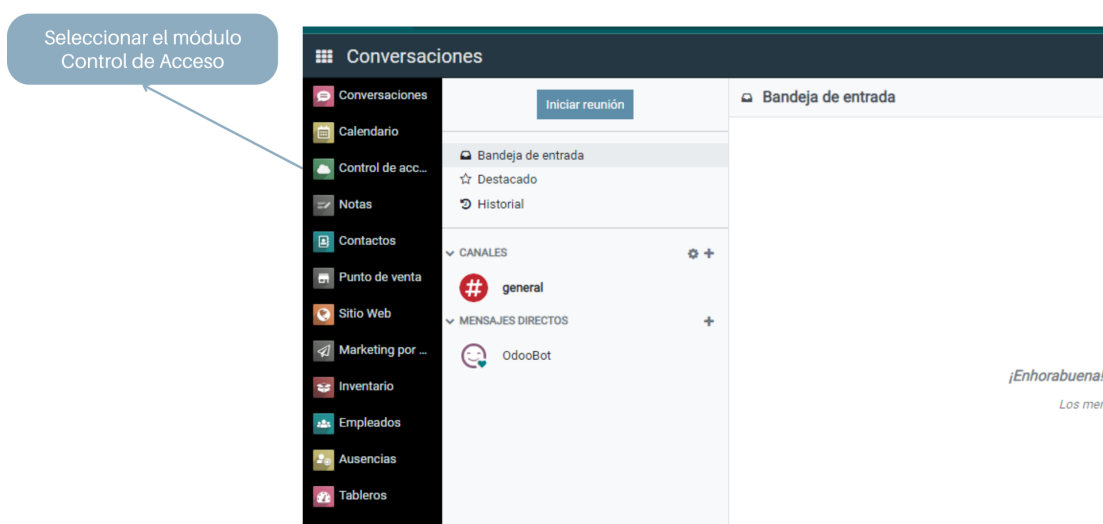 Seleccionar el módulo
Control de Acceso
Conversaciones
Conversaciones
Calendario
Control de acc...
Notas
Contactos
Punto de venta
Sitio Web
Marketing por ...
Inventario
Empleados
Ausencias
Tableros
Iniciar reunión
Bandeja de entrada
Destacado
Historial
CANALES
general
MENSAJES DIRECTOS
OdooBot
Bandeja de entrada
¡Enhorabuena!
Los mer